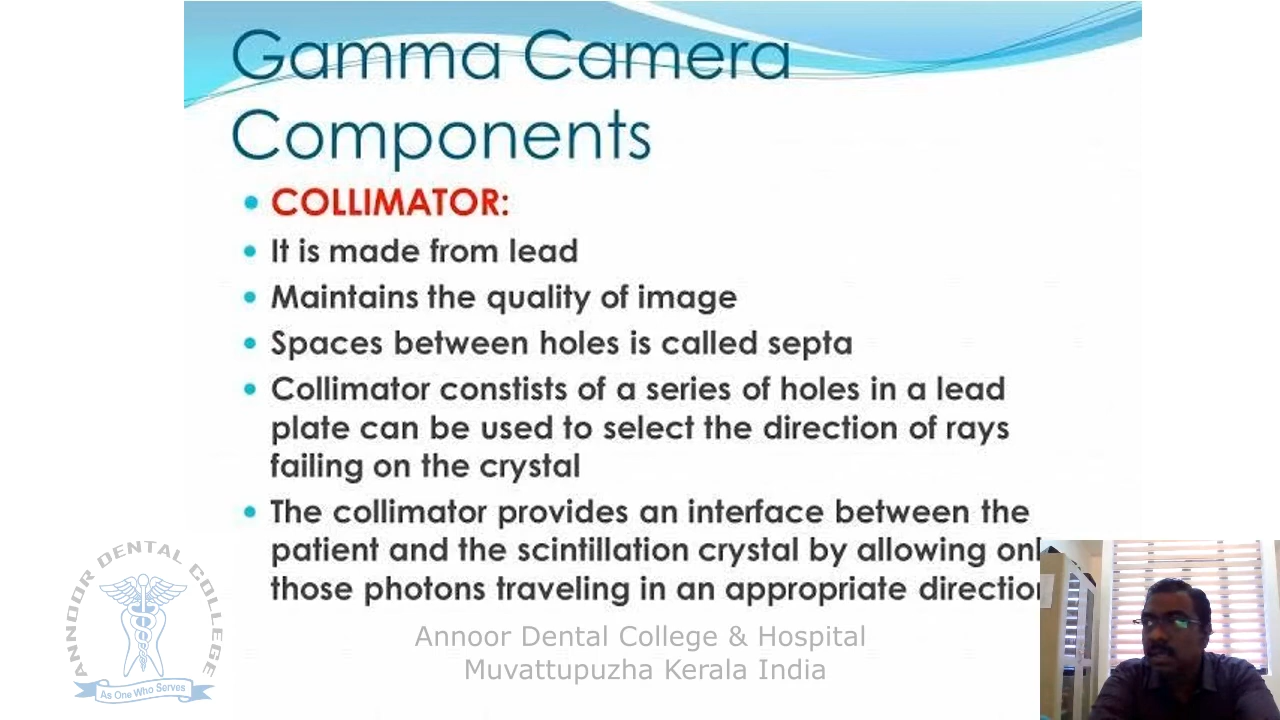 Gamma Camera
Components
COLLIMATOR:
It is made from lead
Maintains the quality of image
Spaces between holes is called septa
Collimator constists of a series of holes in a lead
plate can be used to select the direction of rays
failing on the crystal
The collimator provides an interface between the
patient and the scintillation crystal by allowing
those photons traveling in an appropriate
ANNOOR DENTAL COLLEGE
As One Who Serves
Annoor Dental College & Hospital
Muvattupuzha Kerala India